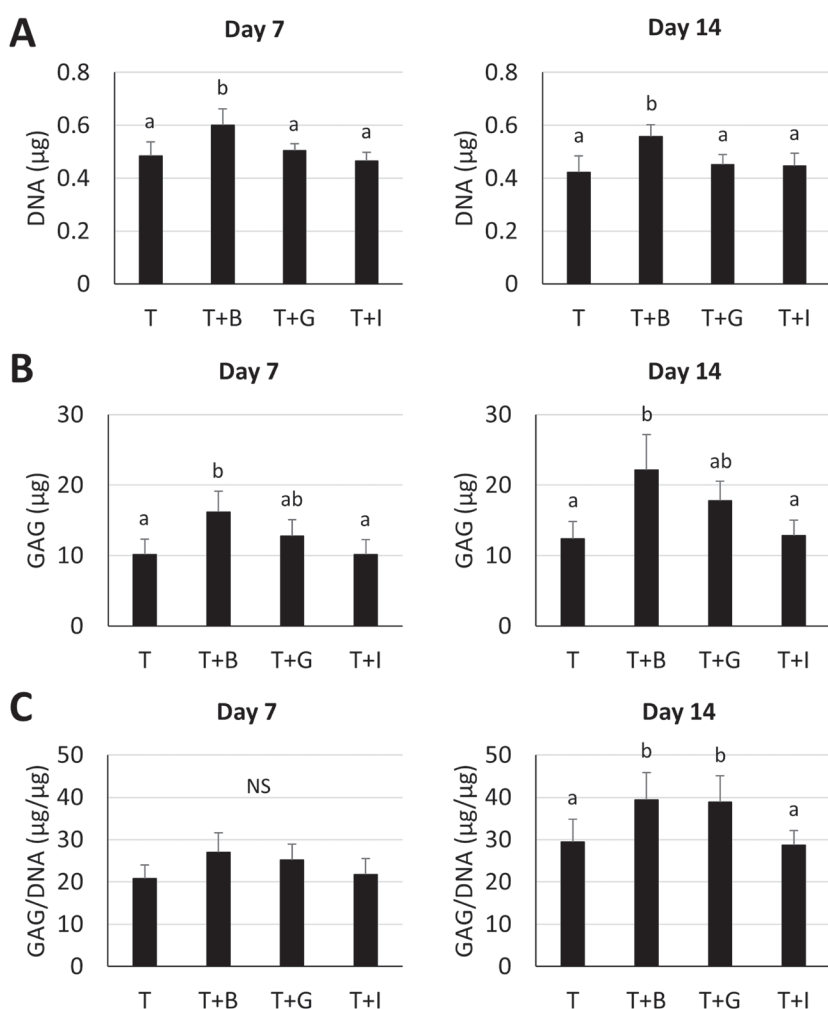 A
Day 7
Day 14
DNA (µg)
0.8
0.6
0.4
0.2
0
a
b
a
a
T
T+B
T+G
T+I
DNA (µg)
0.8
0.6
0.4
0.2
0
a
b
a
a
T
T+B
T+G
T+I
B
Day 7
Day 14
GAG (µg)
30
20
10
0
a
b
ab
a
T
T+B
T+G
T+I
GAG (µg)
30
20
10
0
a
b
ab
a
T
T+B
T+G
T+I
C
Day 7
Day 14
GAG/DNA (µg/µg)
50
40
30
20
10
0
NS
T
T+B
T+G
T+I
GAG/DNA (µg/µg)
50
40
30
20
10
0
a
b
b
a
T
T+B
T+G
T+I